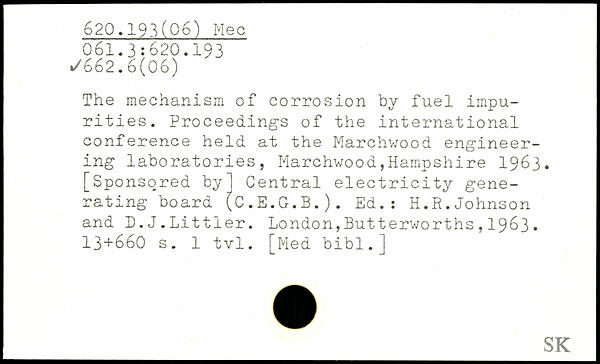 620.193(06) Mec
061.3:620.193
✓662.6(06)
The mechanism of corrosion by fuel impu-
rities. Proceedings of the international
conference held at the Marchwood engineer-
ing laboratories, Marchwood,Hampshire 1963.
[Sponsored by] Central electricity gene-
rating board (C.E.G.B.). Ed.: H.R.Johnson
and D.J.Littler. London,Butterworths,1963.
13+660 s. 1 tvl. [Med bibl.]
SK